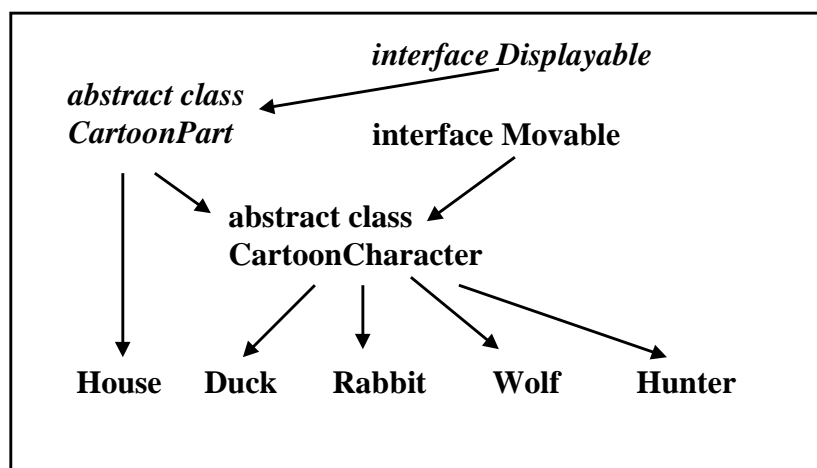 interface Displayable
abstract class
CartoonPart
interface Movable
abstract class
CartoonCharacter
House Duck Rabbit Wolf Hunter